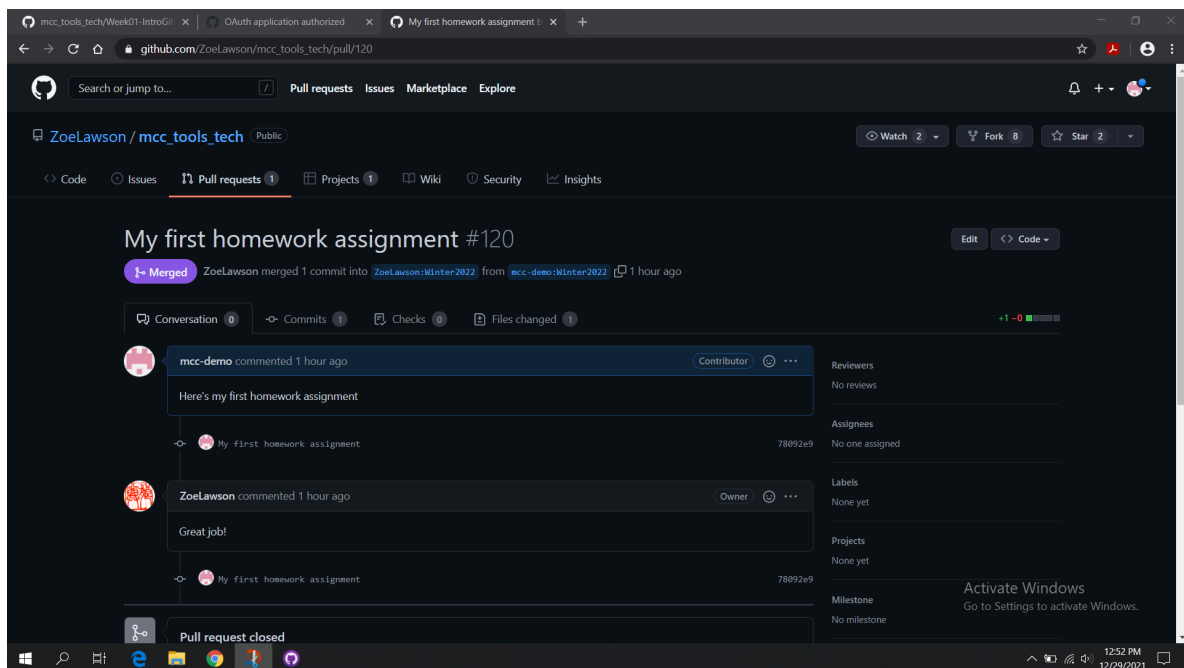 mcc_tools_tech/Week01-IntroGit
OAuth application authorized
My first homework assignment b
github.com/ZoeLawson/mcc_tools_tech/pull/120
Search or jump to... / Pull requests Issues Marketplace Explore
ZoeLawson / mcc_tools_tech Public
Watch 2 Fork 8 Star 2
Code Issues Pull requests 1 Projects 1 Wiki Security Insights
My first homework assignment #120
Edit <> Code
Merged ZoeLawson merged 1 commit into ZoeLawson:Winter2022 from mcc-demo:Winter2022 1 hour ago
Conversation 0 Commits 1 Checks 0 Files changed 1
+1 −0
mcc-demo commented 1 hour ago Contributor ...
Here's my first homework assignment
My first homework assignment 78092e9
ZoeLawson commented 1 hour ago Owner ...
Great job!
My first homework assignment 78092e9
Pull request closed
Reviewers
No reviews
Assignees
No one assigned
Labels
None yet
Projects
None yet
Milestone
No milestone
Activate Windows
Go to Settings to activate Windows.
12:52 PM
12/29/2021